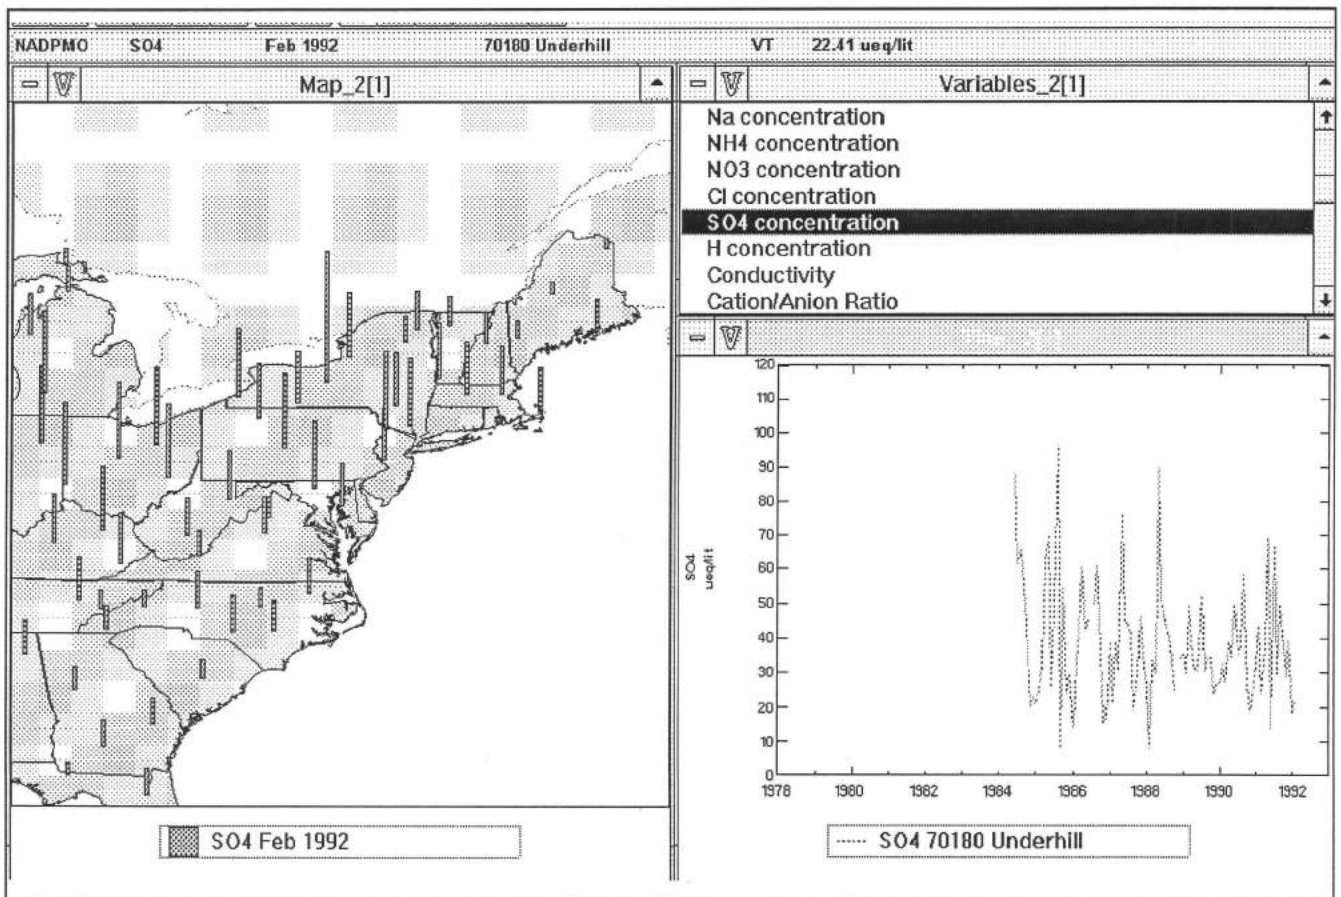 NADPMO SO4 Feb 1992 70180 Underhill VT 22.41 ueq/lit
Map_2[1]
SO4 Feb 1992
Variables_2[1]
Na concentration
NH4 concentration
NO3 concentration
Cl concentration
SO4 concentration
H concentration
Conductivity
Cation/Anion Ratio
120
110
100
90
80
70
60
50
40
30
20
10
0
SO4
ueq/lit
1978 1980 1982 1984 1986 1988 1990 1992
SO4 70180 Underhill